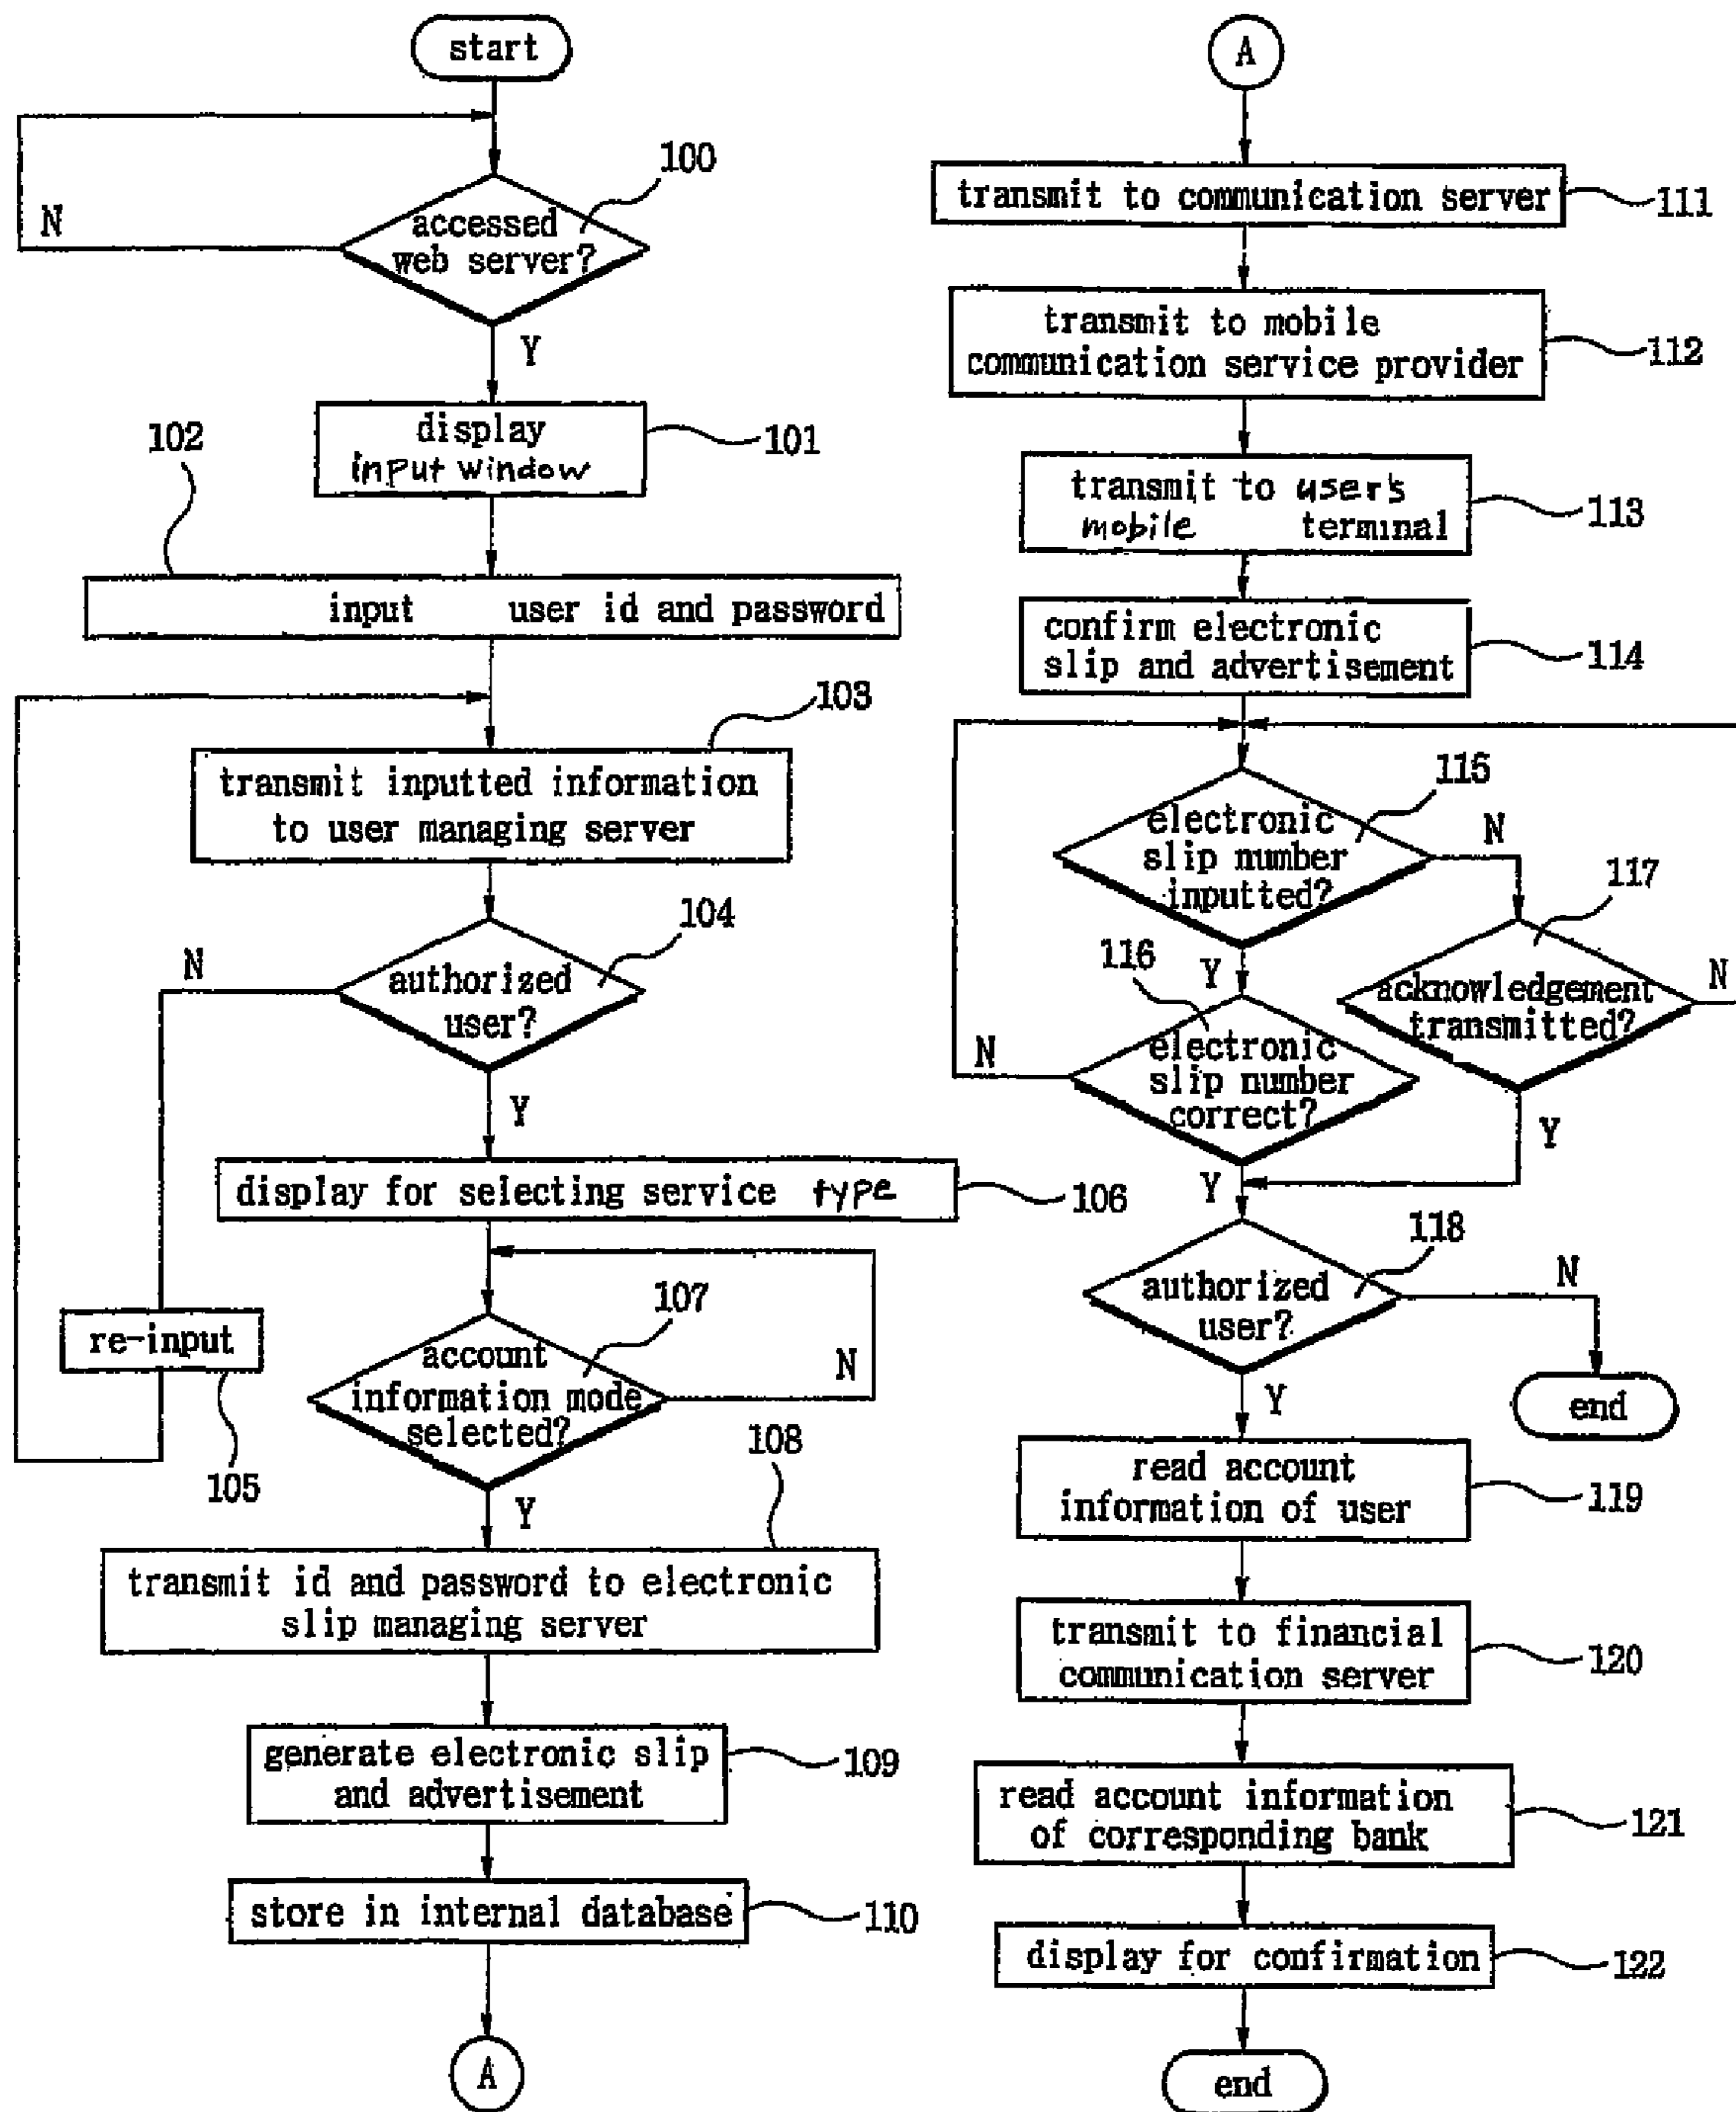 start
100
accessed
web server?
N
Y
display
input window
101
102
input user id and password
103
transmit inputted information
to user managing server
104
authorized
user?
N
Y
display for selecting service type
106
re-input
105
107
account
information mode
selected?
N
Y
108
transmit id and password to electronic
slip managing server
generate electronic slip
and advertisement
109
store in internal database
110
A
A
transmit to communication server
111
transmit to mobile
communication service provider
112
transmit to user's
mobile terminal
113
confirm electronic
slip and advertisement
114
115
electronic
slip number
inputted?
N
Y
117
acknowledgement
transmitted?
N
Y
116
electronic
slip number
correct?
N
Y
118
authorized
user?
N
end
Y
read account
information of user
119
transmit to financial
communication server
120
read account information
of corresponding bank
121
display for confirmation
122
end